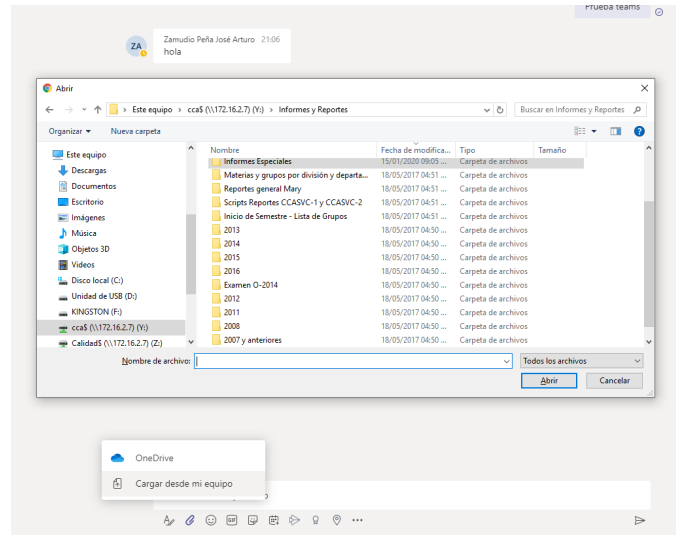 Prueba teams
ZA
Zamudio Peña José Arturo 21:06
hola
Abrir
Este equipo > cca$ (\\172.16.2.7) (Y:) > Informes y Reportes
Buscar en Informes y Reportes
Organizar
Nueva carpeta
Nombre Fecha de modifica... Tipo Tamaño
Este equipo
Descargas
Documentos
Escritorio
Imágenes
Música
Objetos 3D
Videos
Disco local (C:)
Unidad de USB (D:)
KINGSTON (F:)
cca$ (\\172.16.2.7) (Y:)
Calidad$ (\\172.16.2.7) (Z:)
Informes Especiales 15/01/2020 09:05 ... Carpeta de archivos
Materias y grupos por división y departa... 18/05/2017 04:51 ... Carpeta de archivos
Reportes general Mary 18/05/2017 04:51 ... Carpeta de archivos
Scripts Reportes CCASVC-1 y CCASVC-2 18/05/2017 04:51 ... Carpeta de archivos
Inicio de Semestre - Lista de Grupos 18/05/2017 04:51 ... Carpeta de archivos
2013 18/05/2017 04:50 ... Carpeta de archivos
2014 18/05/2017 04:50 ... Carpeta de archivos
2015 18/05/2017 04:50 ... Carpeta de archivos
2016 18/05/2017 04:50 ... Carpeta de archivos
Examen O-2014 18/05/2017 04:50 ... Carpeta de archivos
2012 18/05/2017 04:50 ... Carpeta de archivos
2011 18/05/2017 04:50 ... Carpeta de archivos
2008 18/05/2017 04:50 ... Carpeta de archivos
2007 y anteriores 18/05/2017 04:50 ... Carpeta de archivos
Nombre de archivo:
Todos los archivos
Abrir
Cancelar
OneDrive
Cargar desde mi equipo
GIF